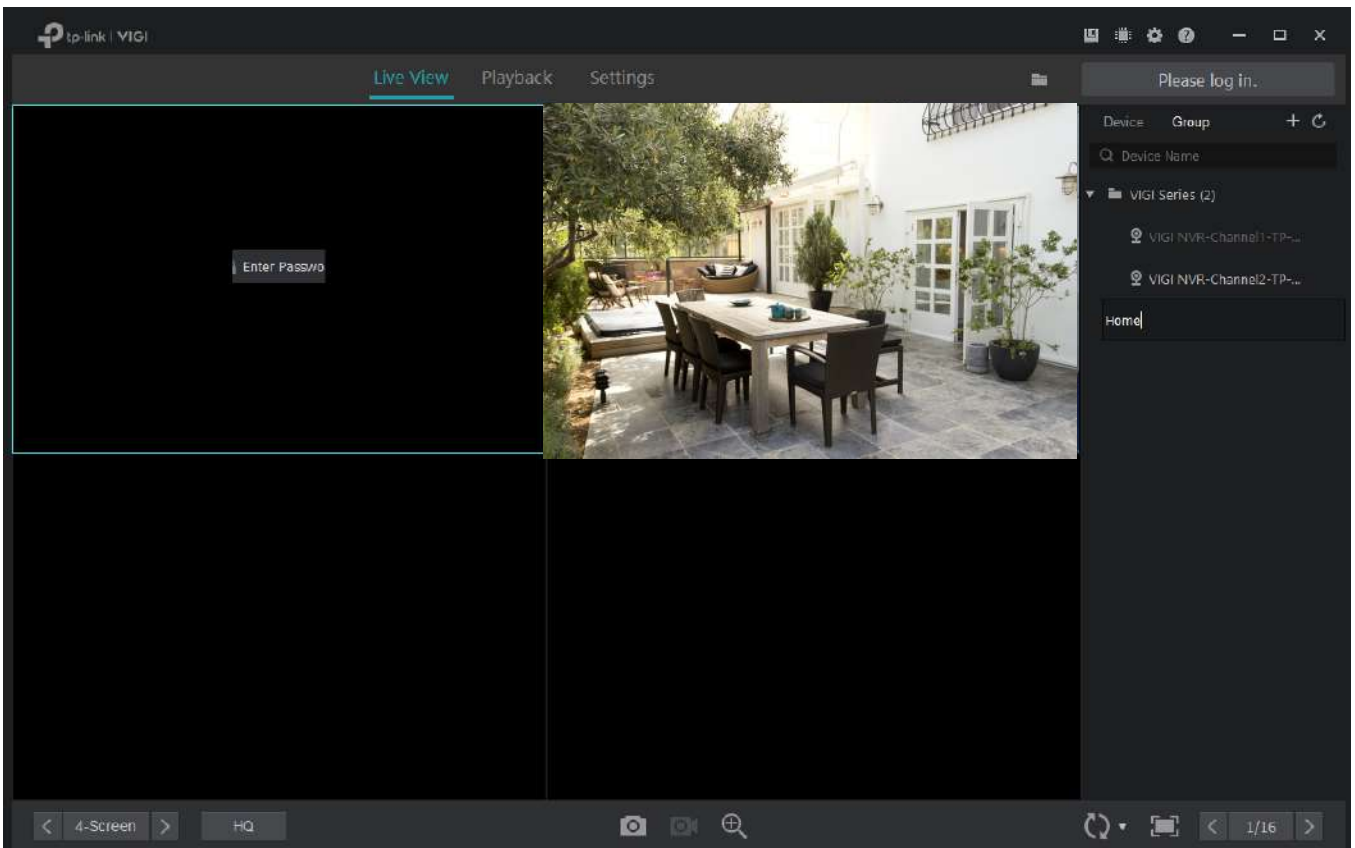 tp-link | VIGI
Live View Playback Settings
Please log in.
Device Group
Device Name
VIGI Series (2)
VIGI NVR-Channel1-TP-...
VIGI NVR-Channel2-TP-...
Home
Enter Passwo
4-Screen HQ
1/16